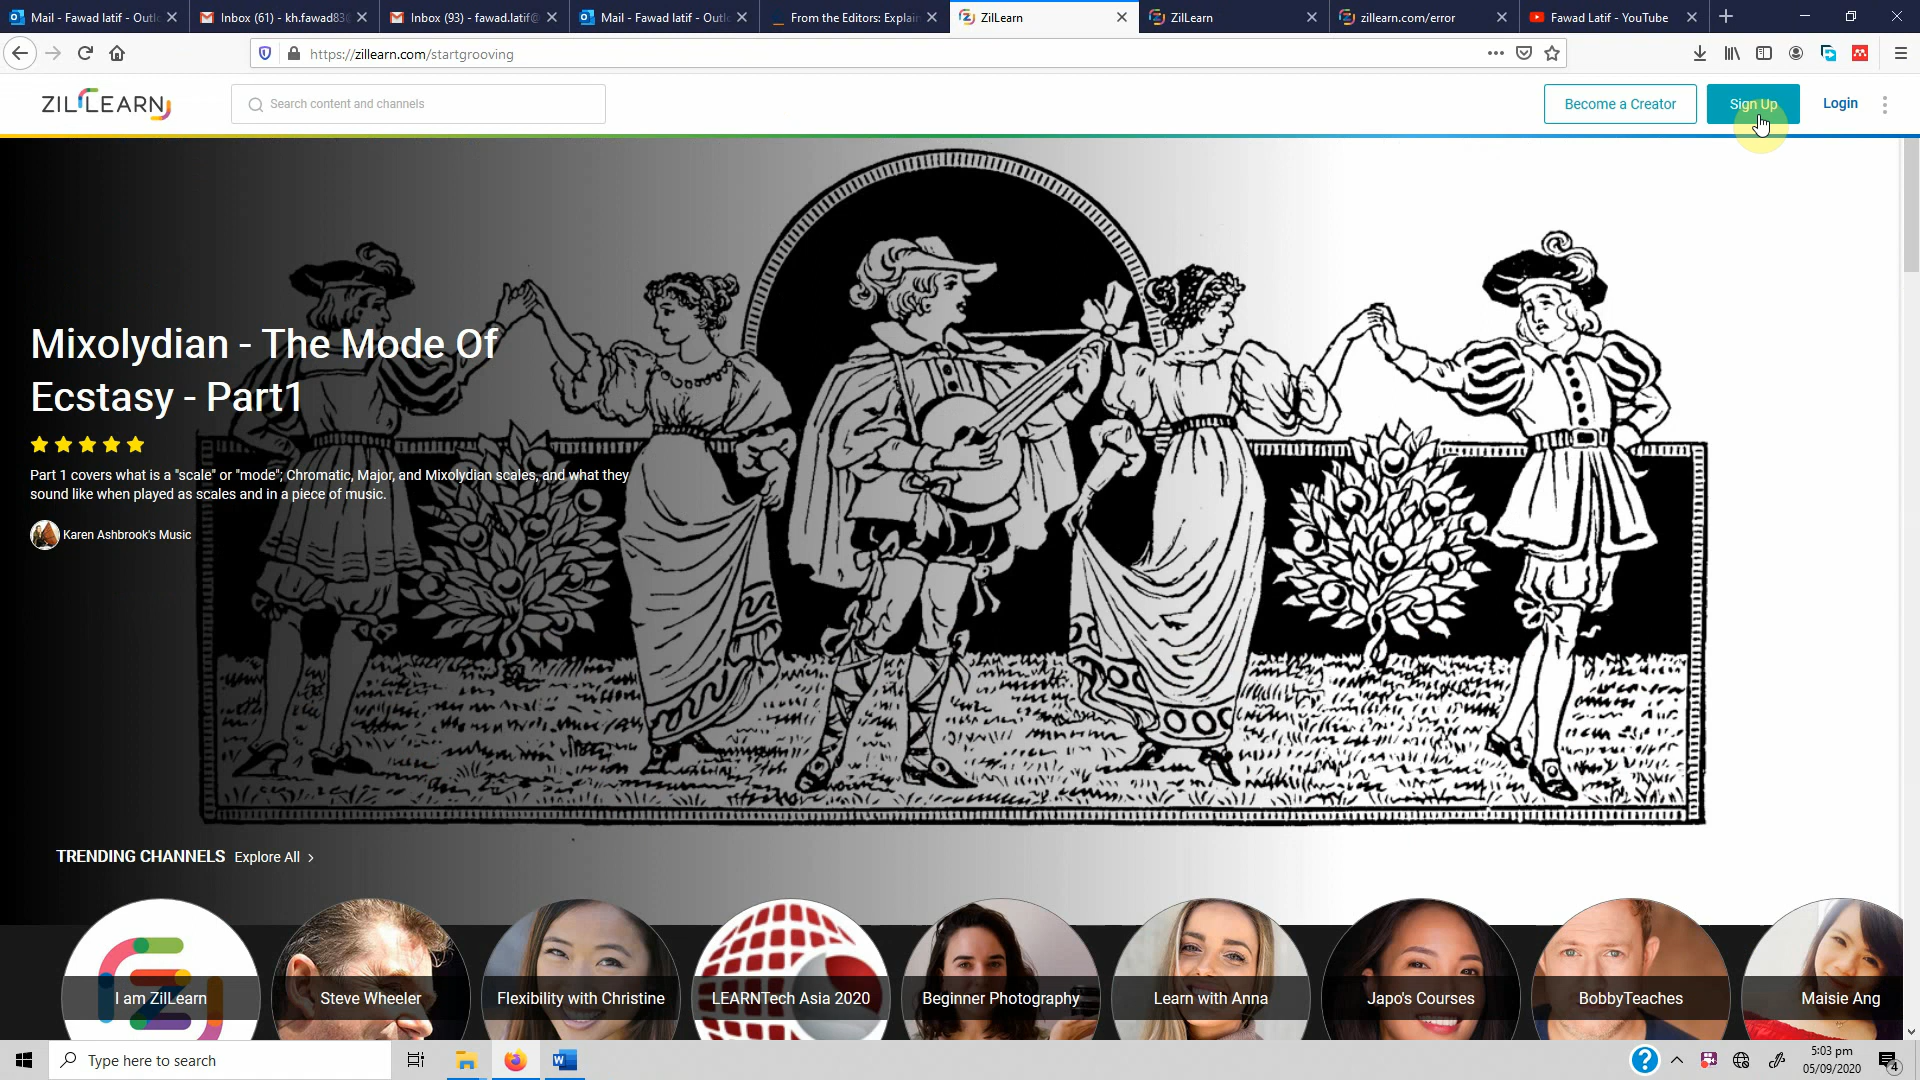 Mail - Fawad latif - Outl
Inbox (61) - kh.fawad83
Inbox (93) - fawad.latif@
Mail - Fawad latif - Outl
From the Editors: Explain
ZilLearn
ZilLearn
zillearn.com/error
Fawad Latif - YouTube
https://zillearn.com/startgrooving
ZILLEARN
Search content and channels
Become a Creator
Sign Up
Login
Mixolydian - The Mode Of
Ecstasy - Part1
Part 1 covers what is a "scale" or "mode"; Chromatic, Major, and Mixolydian scales, and what they
sound like when played as scales and in a piece of music.
Karen Ashbrook's Music
TRENDING CHANNELS Explore All >
I am ZilLearn
Steve Wheeler
Flexibility with Christine
LEARNTech Asia 2020
Beginner Photography
Learn with Anna
Japo's Courses
BobbyTeaches
Maisie Ang
Type here to search
5:03 pm
05/09/2020
4